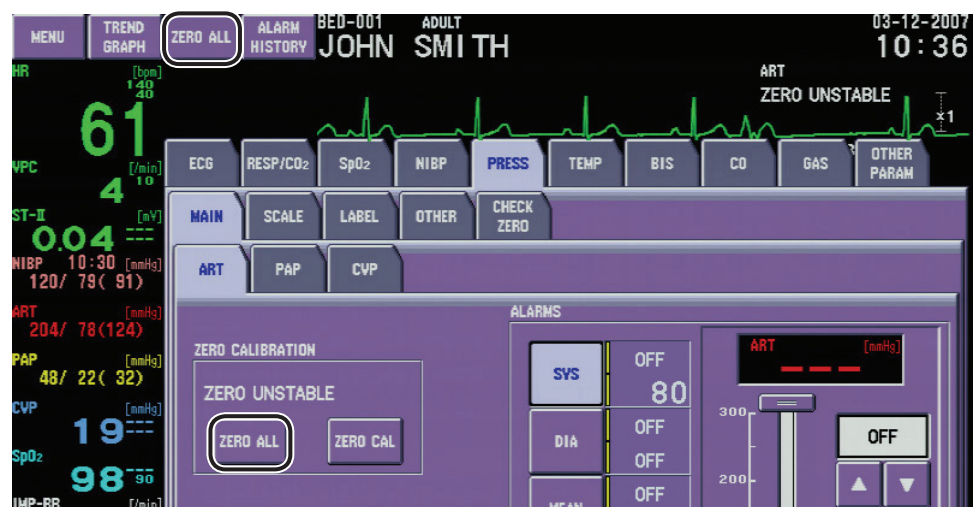 MENU
TREND GRAPH
ZERO ALL
ALARM HISTORY
BED-001 ADULT
JOHN SMITH
03-12-2007
10:36
HR [bpm]
140
40
61
ART
ZERO UNSTABLE
x1
VPC [/min]
10
4
ECG RESP/CO2 SpO2 NIBP PRESS TEMP BIS CO GAS OTHER PARAM
ST-II [mV]
0.04 ---
MAIN SCALE LABEL OTHER CHECK ZERO
NIBP 10:30 [mmHg]
120/ 79( 91)
ART PAP CVP
ART [mmHg]
204/ 78(124)
PAP [mmHg]
48/ 22( 32)
CVP [mmHg]
19 ---
SpO2
98 --- 90
IMP-RR [/min]
ZERO CALIBRATION
ZERO UNSTABLE
ZERO ALL ZERO CAL
ALARMS
SYS OFF
80
DIA OFF
OFF
MEAN OFF
ART [mmHg]
---
300
200
OFF